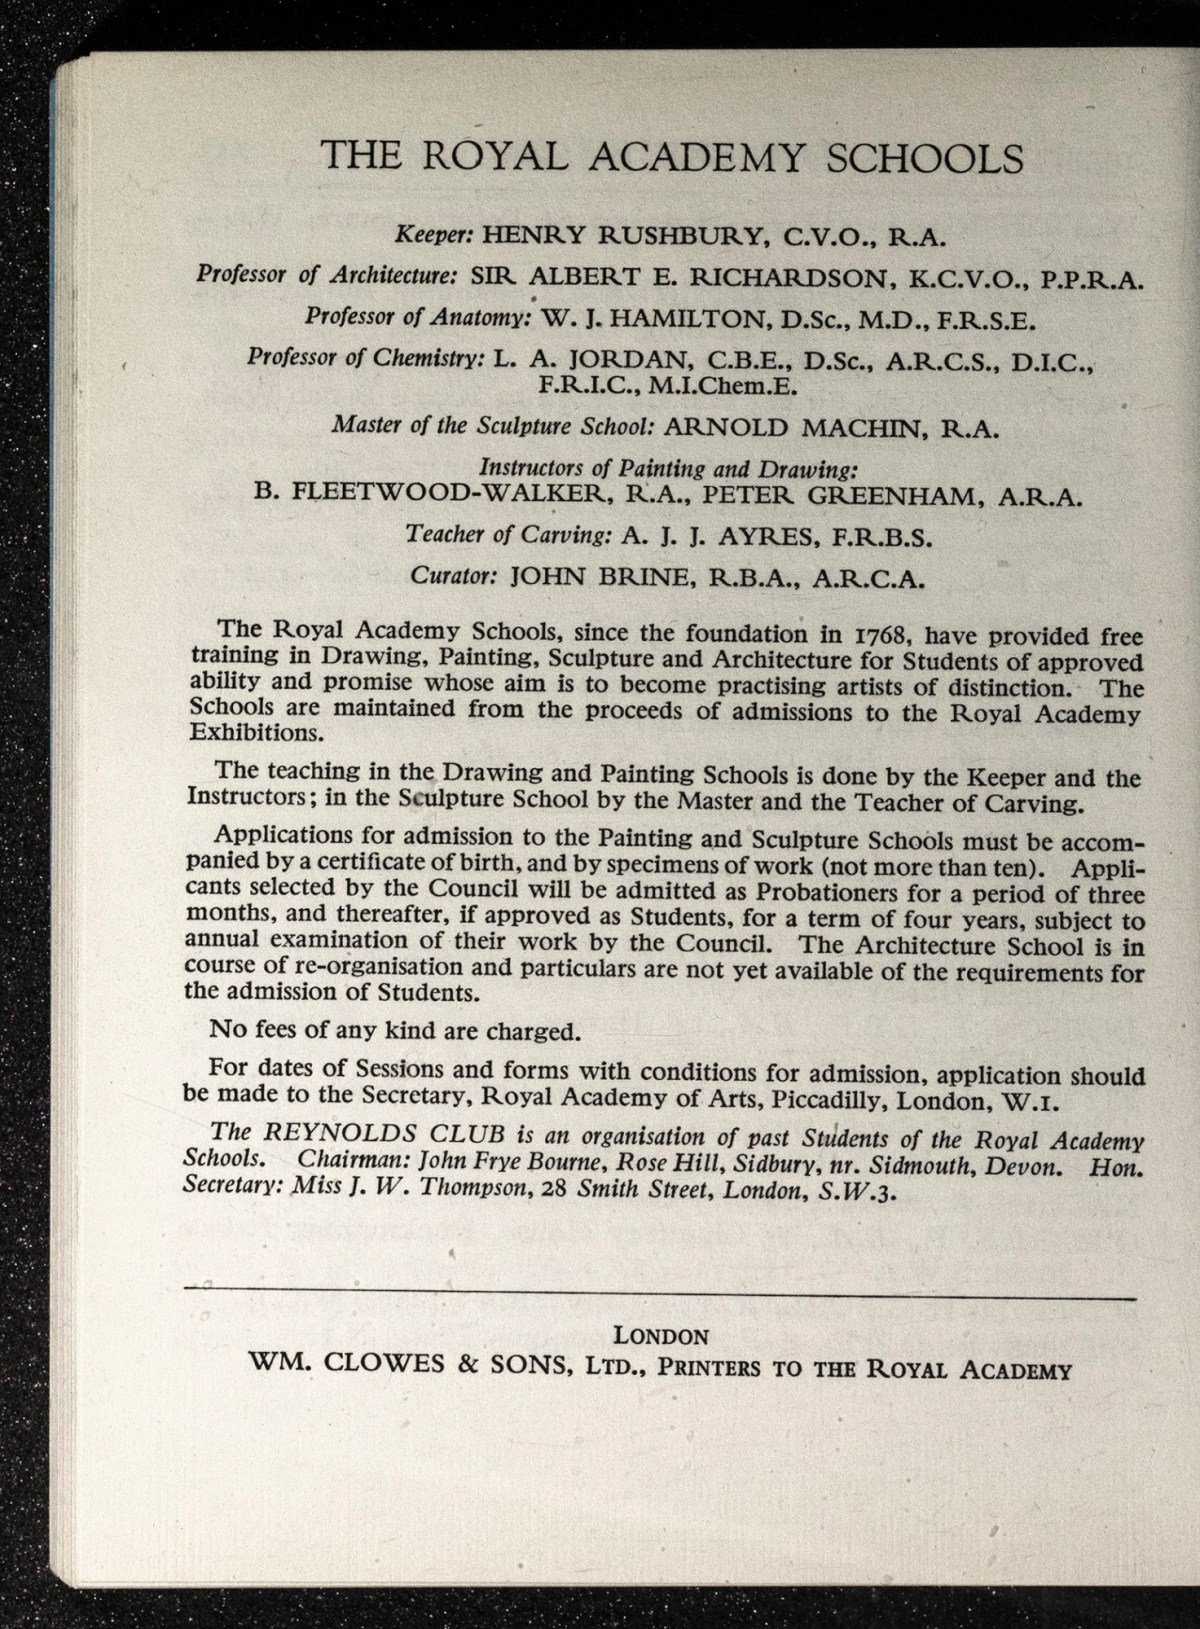 THE ROYAL ACADEMY SCHOOLS
Keeper: HENRY RUSHBURY, C.V.O., R.A.
Professor of Architecture: SIR ALBERT E. RICHARDSON, K.C.V.O., P.P.R.A.
Professor of Anatomy: W. J. HAMILTON, D.Sc., M.D., F.R.S.E.
Professor of Chemistry: L. A. JORDAN, C.B.E., D.Sc., A.R.C.S., D.I.C.,
F.R.I.C., M.I.Chem.E.
Master of the Sculpture School: ARNOLD MACHIN, R.A.
Instructors of Painting and Drawing:
B. FLEETWOOD-WALKER, R.A., PETER GREENHAM, A.R.A.
Teacher of Carving: A. J. J. AYRES, F.R.B.S.
Curator: JOHN BRINE, R.B.A., A.R.C.A.
The Royal Academy Schools, since the foundation in 1768, have provided free
training in Drawing, Painting, Sculpture and Architecture for Students of approved
ability and promise whose aim is to become practising artists of distinction. The
Schools are maintained from the proceeds of admissions to the Royal Academy
Exhibitions.
The teaching in the Drawing and Painting Schools is done by the Keeper and the
Instructors; in the Sculpture School by the Master and the Teacher of Carving.
Applications for admission to the Painting and Sculpture Schools must be accom-
panied by a certificate of birth, and by specimens of work (not more than ten). Appli-
cants selected by the Council will be admitted as Probationers for a period of three
months, and thereafter, if approved as Students, for a term of four years, subject to
annual examination of their work by the Council. The Architecture School is in
course of re-organisation and particulars are not yet available of the requirements for
the admission of Students.
No fees of any kind are charged.
For dates of Sessions and forms with conditions for admission, application should
be made to the Secretary, Royal Academy of Arts, Piccadilly, London, W.1.
The REYNOLDS CLUB is an organisation of past Students of the Royal Academy
Schools. Chairman: John Frye Bourne, Rose Hill, Sidbury, nr. Sidmouth, Devon. Hon.
Secretary: Miss J. W. Thompson, 28 Smith Street, London, S.W.3.
LONDON
WM. CLOWES & SONS, LTD., PRINTERS TO THE ROYAL ACADEMY